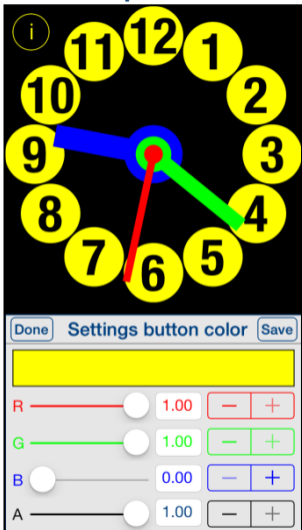 i
12
11 1
10 2
9 3
8 4
7 5
6
Done Settings button color Save
R 1.00 − +
G 1.00 − +
B 0.00 − +
A 1.00 − +